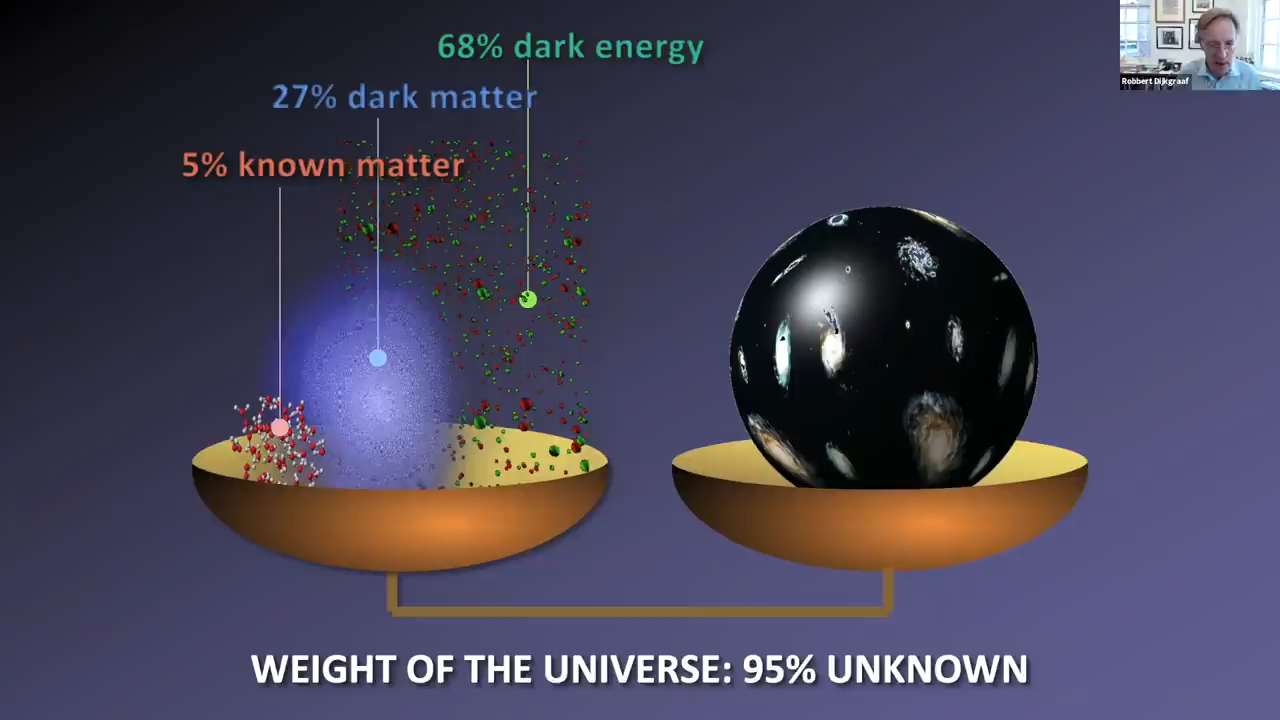 68% dark energy
27% dark matter
5% known matter
Robbert Dijkgraaf
WEIGHT OF THE UNIVERSE: 95% UNKNOWN